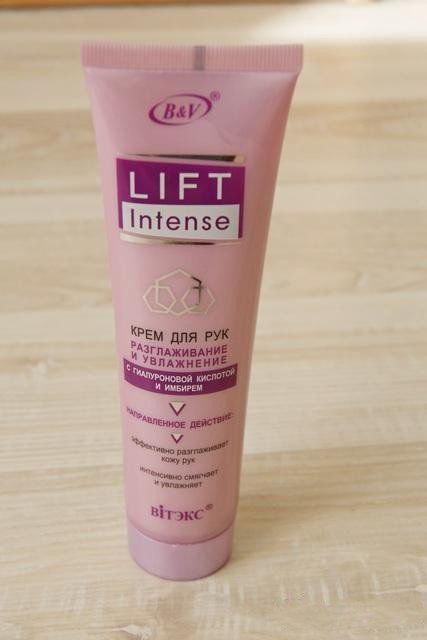 B&V®
LIFT
Intense
КРЕМ ДЛЯ РУК
РАЗГЛАЖИВАНИЕ
И УВЛАЖНЕНИЕ
С ГИАЛУРОНОВОЙ КИСЛОТОЙ
И ИМБИРЕМ
НАПРАВЛЕННОЕ ДЕЙСТВИЕ:
эффективно разглаживает
кожу рук
интенсивно смягчает
и увлажняет
ВІТЭКС®